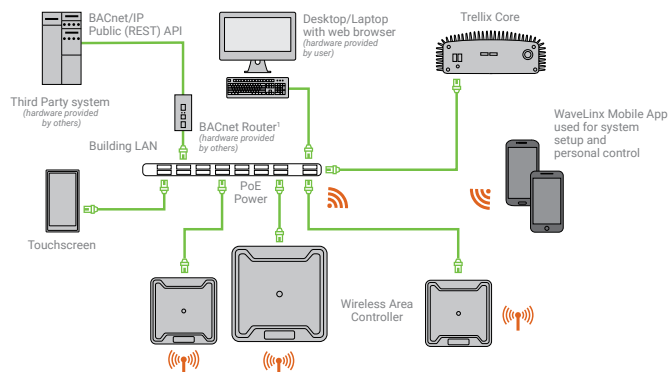 BACnet/IP
Public (REST) API
Desktop/Laptop
with web browser
(hardware provided
by user)
Trellix Core
Third Party system
(hardware provided
by others)
BACnet Router¹
(hardware provided
by others)
Building LAN
WaveLinx Mobile App
used for system
setup and
personal control
PoE
Power
Touchscreen
Wireless Area
Controller